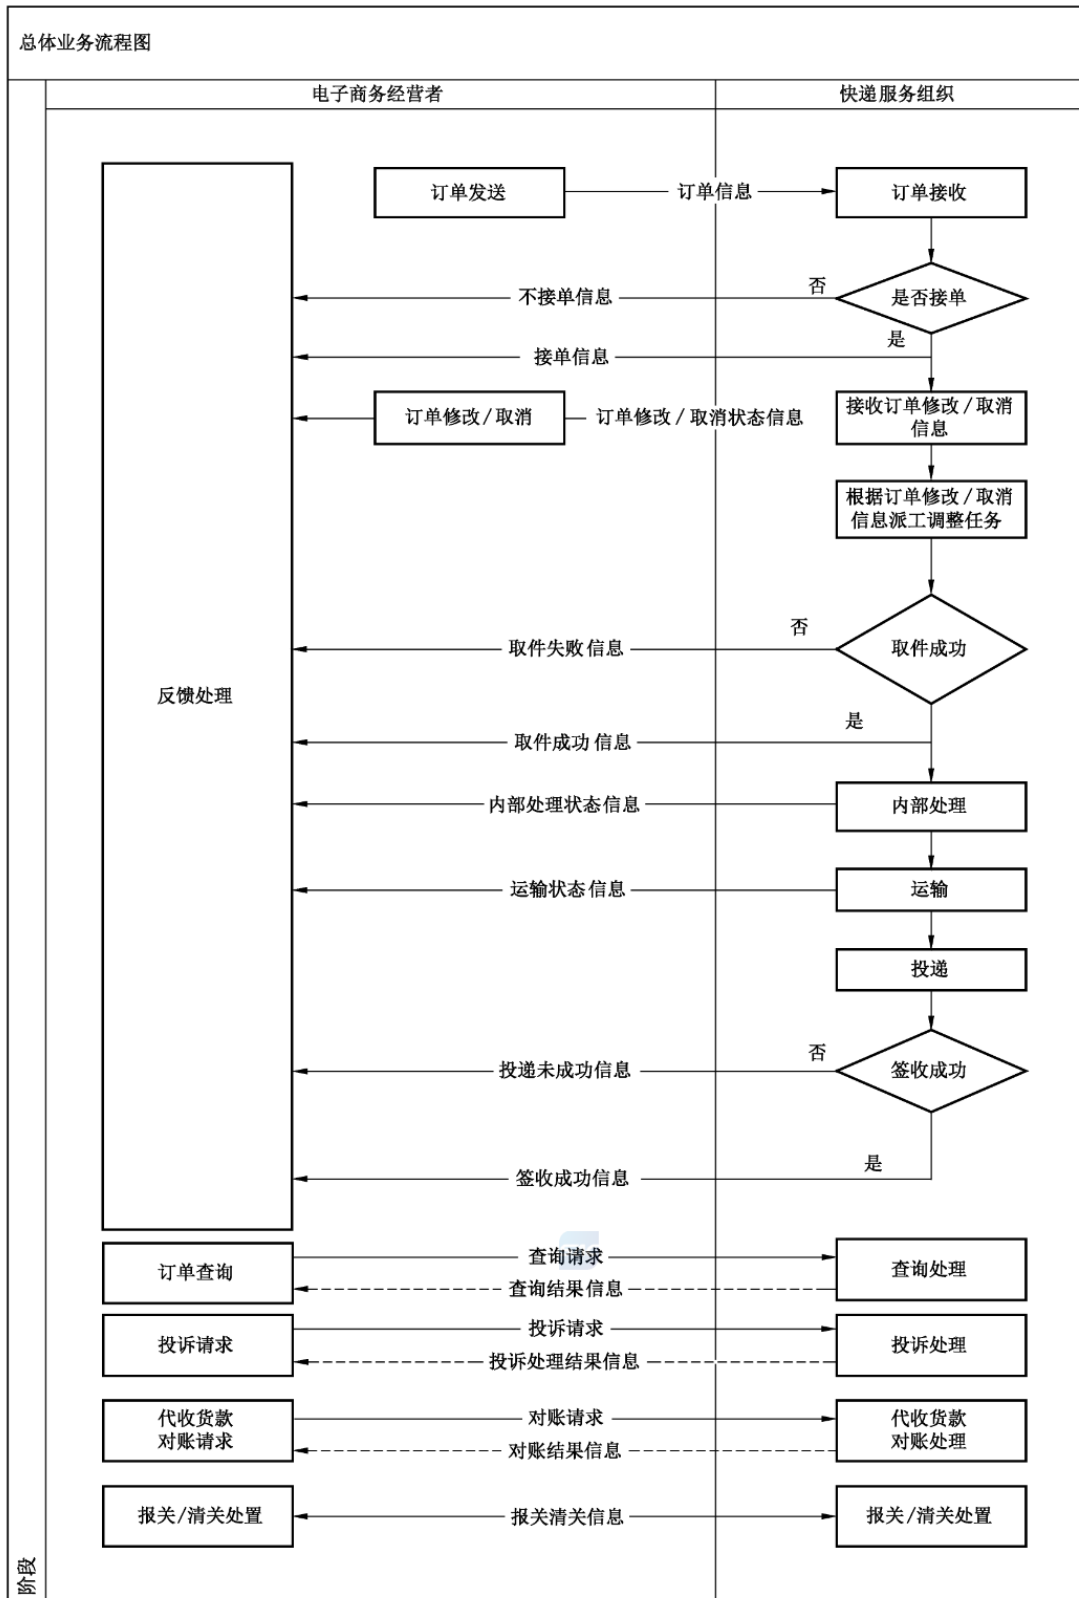 总体业务流程图
电子商务经营者
快递服务组织
订单发送
订单信息
订单接收
否
不接单信息
是否接单
是
接单信息
订单修改/取消
订单修改/取消状态信息
接收订单修改/取消
信息
根据订单修改/取消
信息派工调整任务
否
取件失败信息
取件成功
反馈处理
是
取件成功信息
内部处理状态信息
内部处理
运输状态信息
运输
投递
否
投递未成功信息
签收成功
是
签收成功信息
订单查询
查询请求
查询结果信息
查询处理
投诉请求
投诉请求
投诉处理结果信息
投诉处理
代收货款
对账请求
对账请求
对账结果信息
代收货款
对账处理
报关/清关处置
报关清关信息
报关/清关处置
阶段